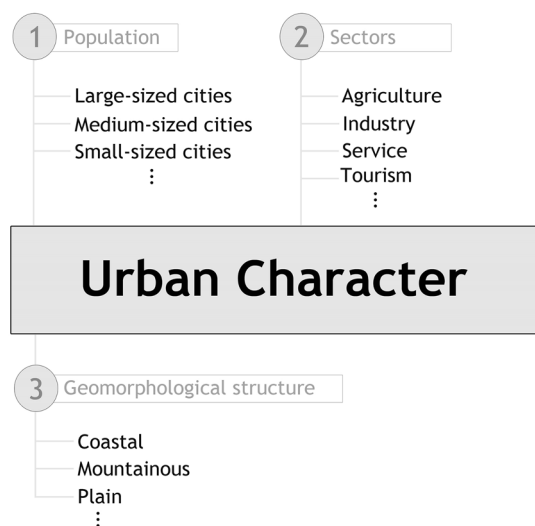 1 Population
Large-sized cities
Medium-sized cities
Small-sized cities
⋮
2 Sectors
Agriculture
Industry
Service
Tourism
⋮
Urban Character
3 Geomorphological structure
Coastal
Mountainous
Plain
⋮